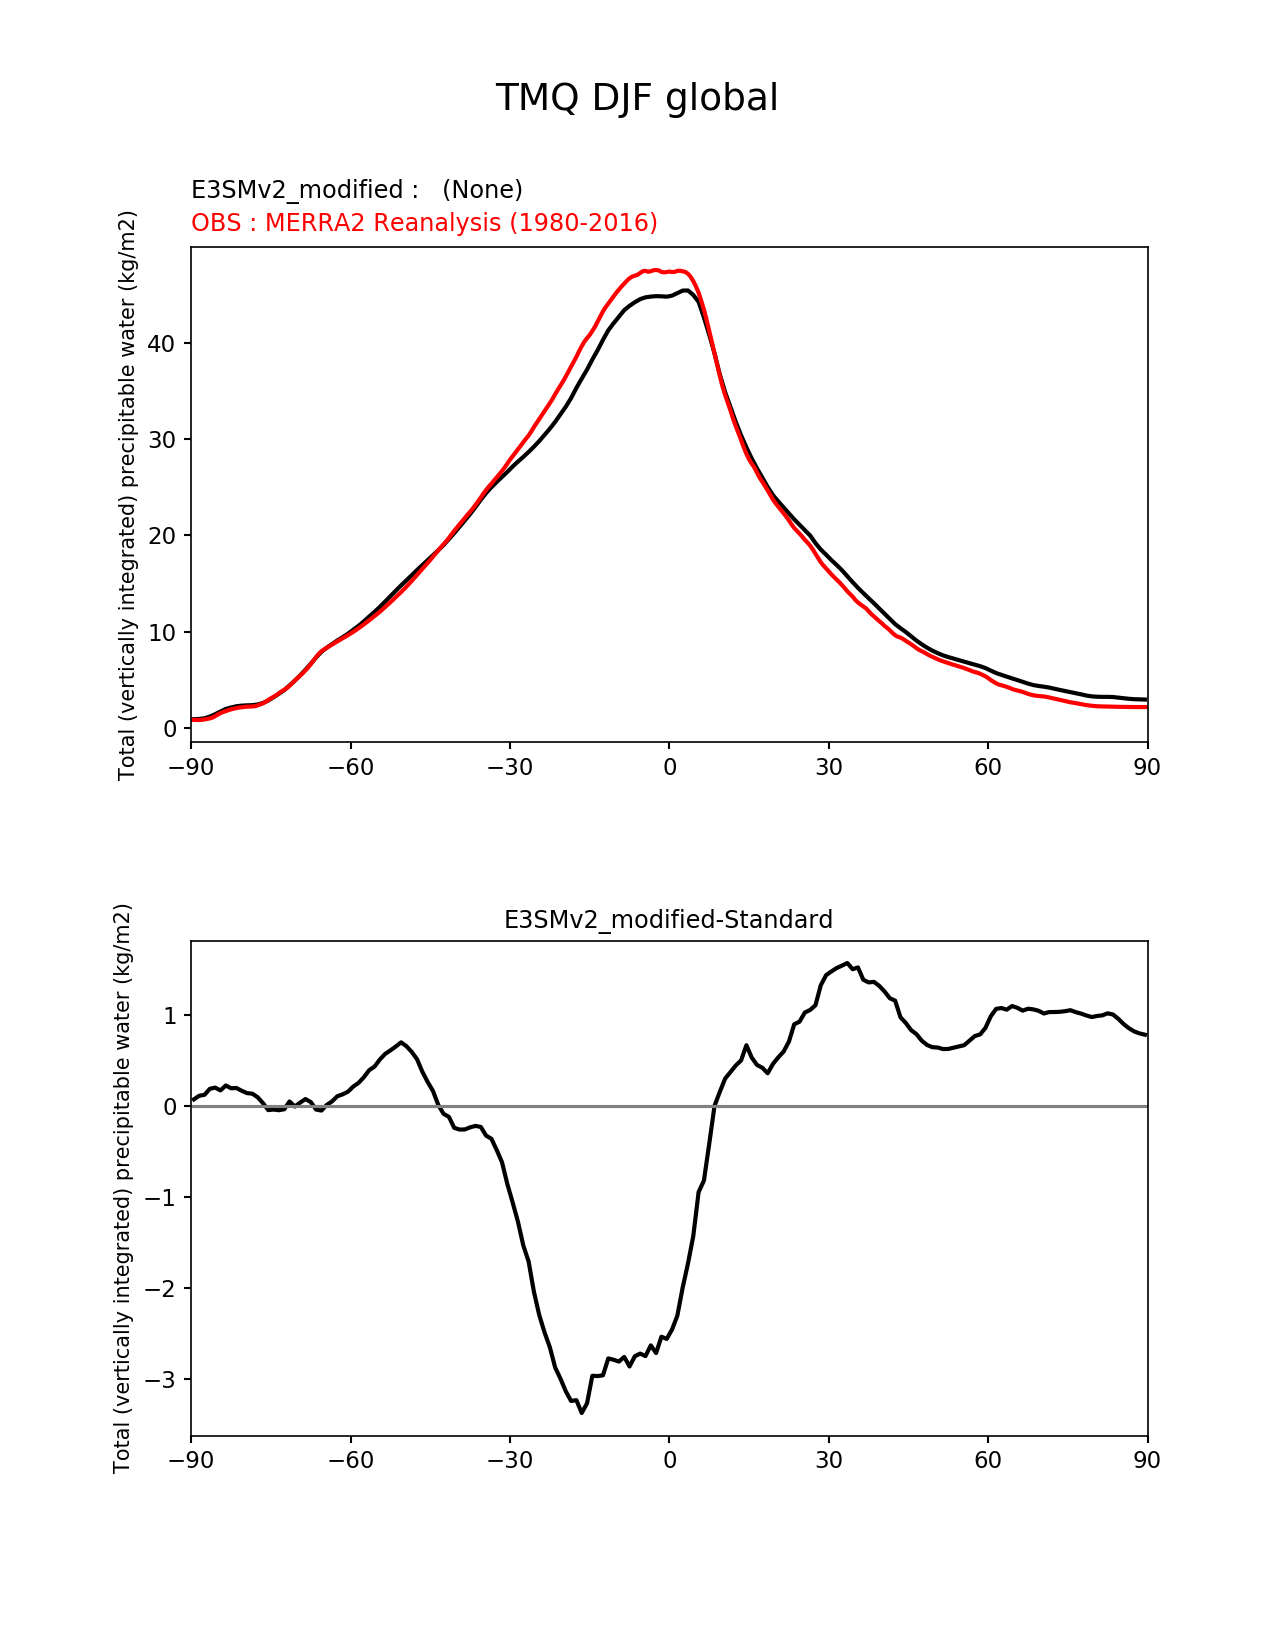 TMQ DJF global
E3SMv2_modified :   (None)
OBS : MERRA2 Reanalysis (1980-2016)
Total (vertically integrated) precipitable water (kg/m2)
40
30
20
10
0
−90 −60 −30 0 30 60 90
E3SMv2_modified-Standard
Total (vertically integrated) precipitable water (kg/m2)
1
0
−1
−2
−3
−90 −60 −30 0 30 60 90